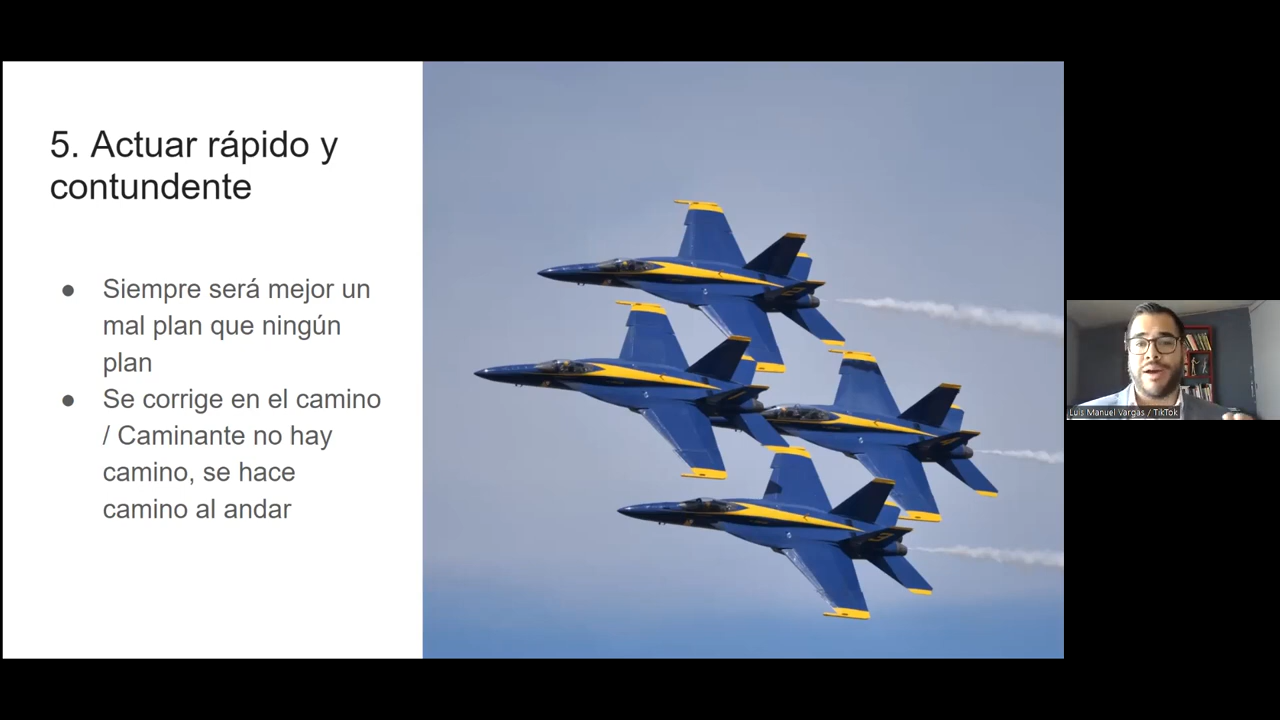 5. Actuar rápido y
contundente
● Siempre será mejor un
mal plan que ningún
plan
● Se corrige en el camino
/ Caminante no hay
camino, se hace
camino al andar
Luis Manuel Vargas / TikTok